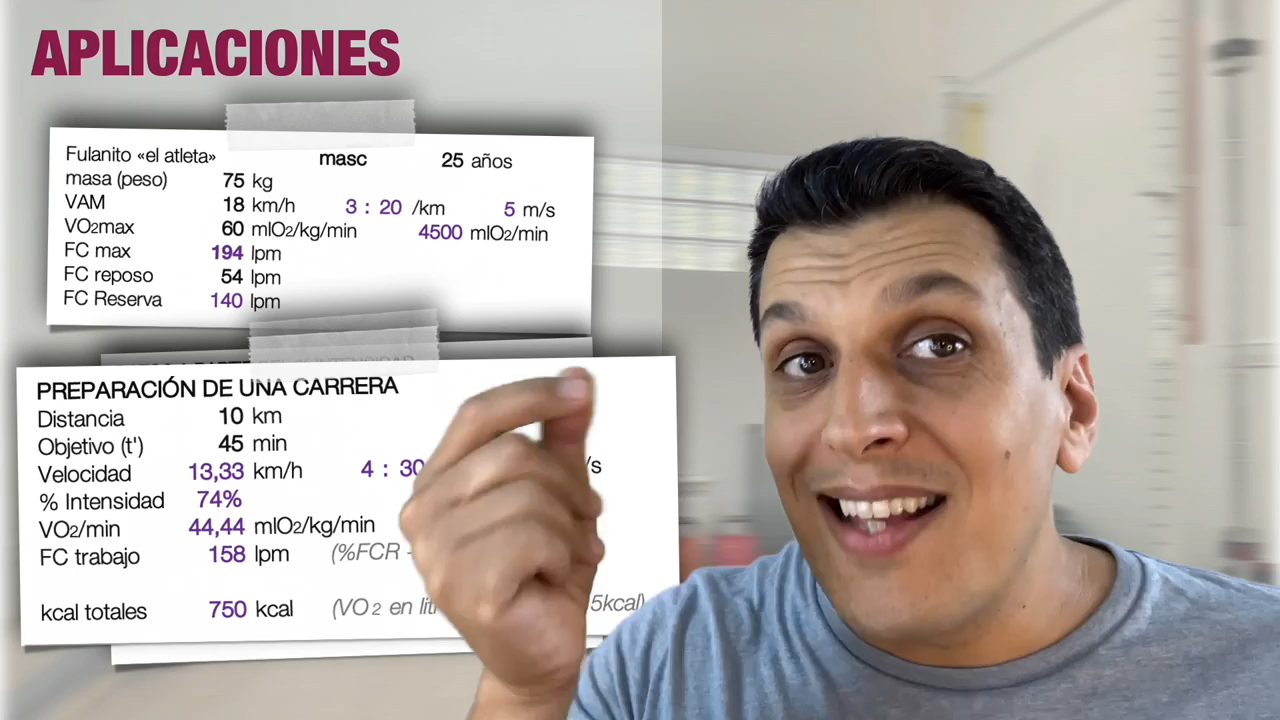 APLICACIONES
Fulanito «el atleta» masc 25 años
masa (peso) 75 kg
VAM 18 km/h 3 : 20 /km 5 m/s
VO2max 60 mlO2/kg/min 4500 mlO2/min
FC max 194 lpm
FC reposo 54 lpm
FC Reserva 140 lpm
PREPARACIÓN DE UNA CARRERA
Distancia 10 km
Objetivo (t') 45 min
Velocidad 13,33 km/h 4 : 30 /s
% Intensidad 74%
VO2/min 44,44 mlO2/kg/min
FC trabajo 158 lpm (%FCR
kcal totales 750 kcal (VO2 en lit 5kcal)